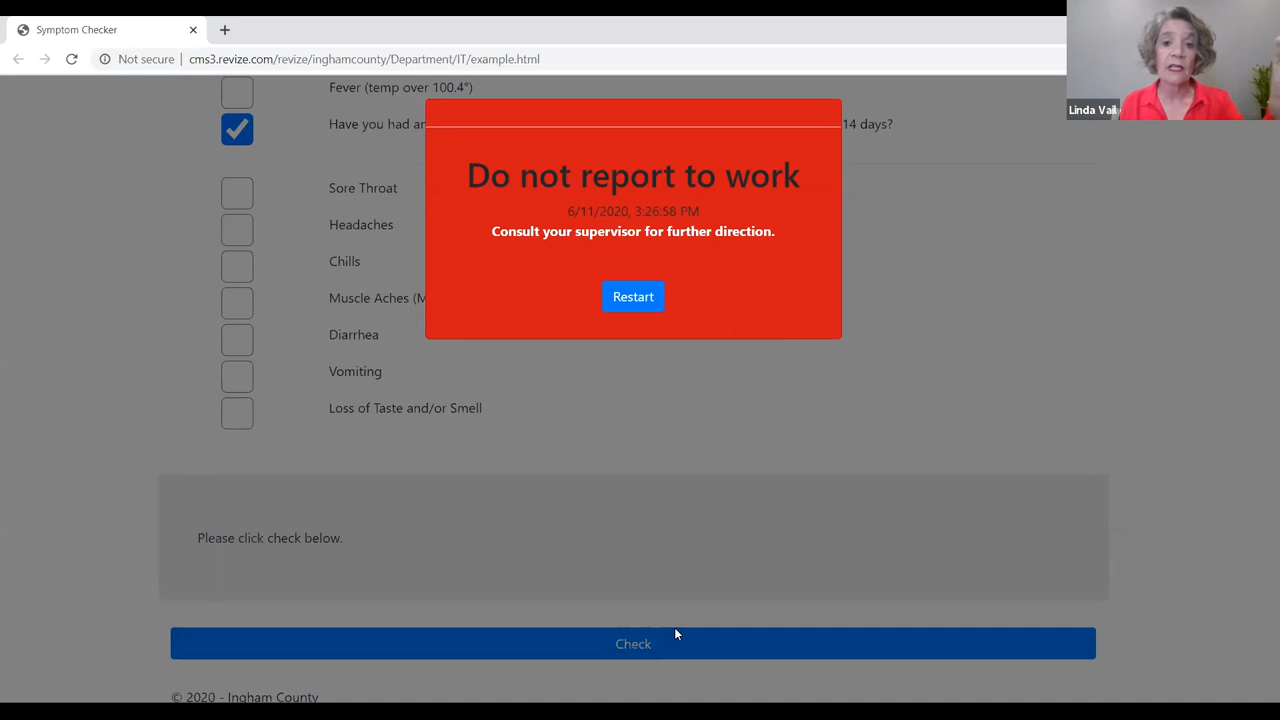 Symptom Checker
Not secure | cms3.revize.com/revize/inghamcounty/Department/IT/example.html
Linda Vail
Fever (temp over 100.4°)
Have you had an
14 days?
Do not report to work
6/11/2020, 3:26:58 PM
Consult your supervisor for further direction.
Restart
Sore Throat
Headaches
Chills
Muscle Aches (M
Diarrhea
Vomiting
Loss of Taste and/or Smell
Please click check below.
Check
© 2020 - Ingham County